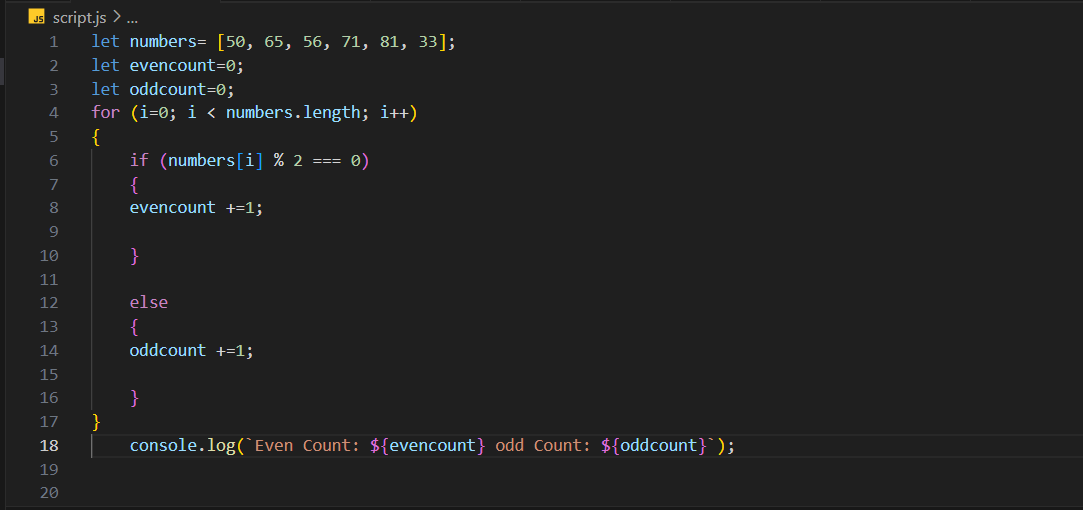 JS script.js > ...
1 let numbers= [50, 65, 56, 71, 81, 33];
2 let evencount=0;
3 let oddcount=0;
4 for (i=0; i < numbers.length; i++)
5 {
6     if (numbers[i] % 2 === 0)
7     {
8     evencount +=1;
9
10     }
11
12     else
13     {
14     oddcount +=1;
15
16     }
17 }
18     console.log(`Even Count: ${evencount} odd Count: ${oddcount}`);
19
20